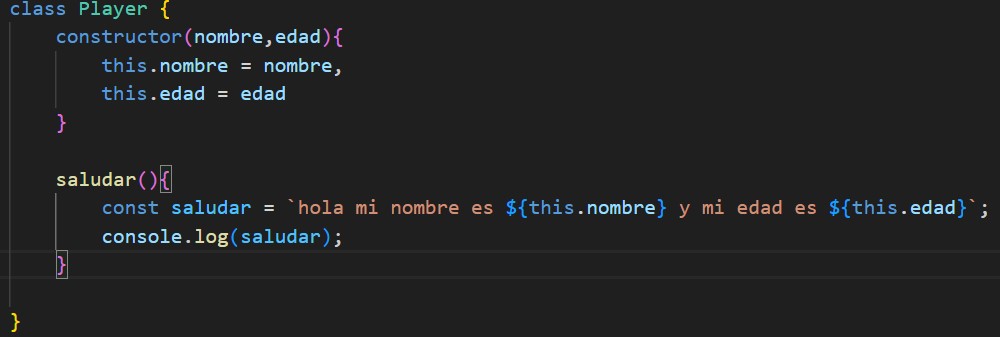 class Player {
    constructor(nombre,edad){
        this.nombre = nombre,
        this.edad = edad
    }
    saludar(){
        const saludar = `hola mi nombre es ${this.nombre} y mi edad es ${this.edad}`;
        console.log(saludar);
    }
}